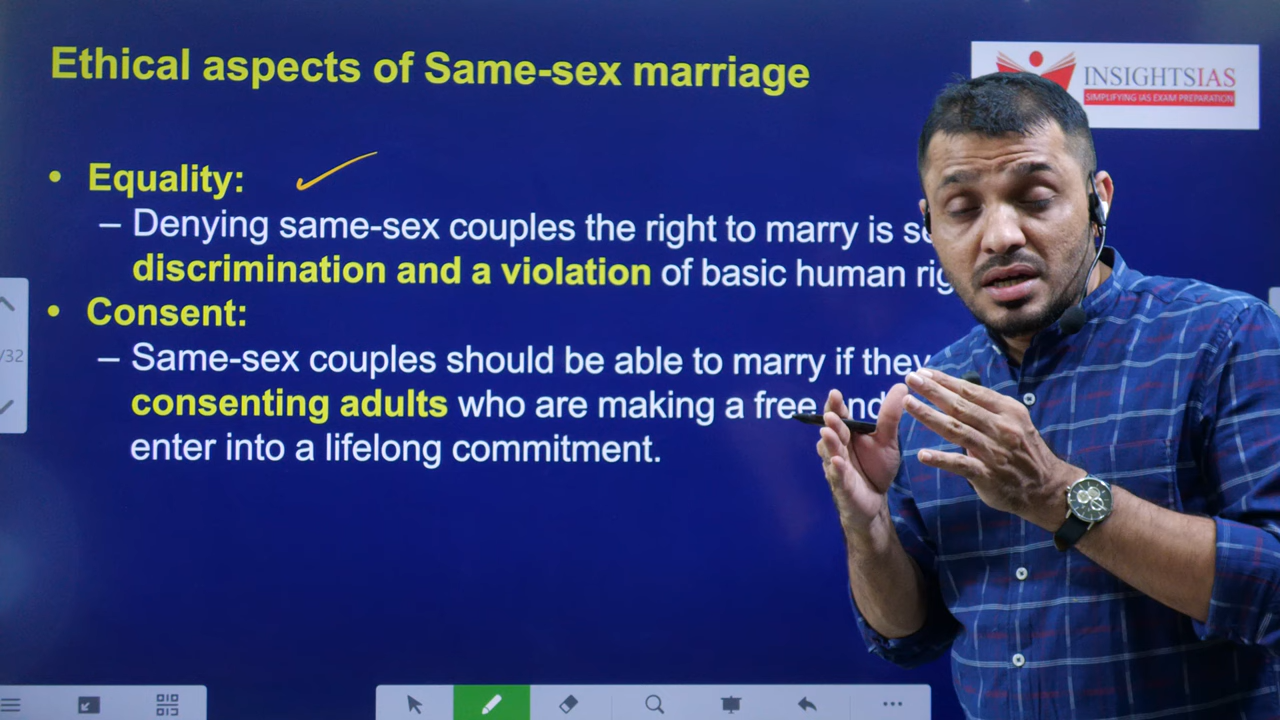 Ethical aspects of Same-sex marriage
INSIGHTSIAS
SIMPLIFYING IAS EXAM PREPARATION
• Equality:
– Denying same-sex couples the right to marry is
discrimination and a violation of basic human
• Consent:
– Same-sex couples should be able to marry if they
consenting adults who are making a free
enter into a lifelong commitment.
/32